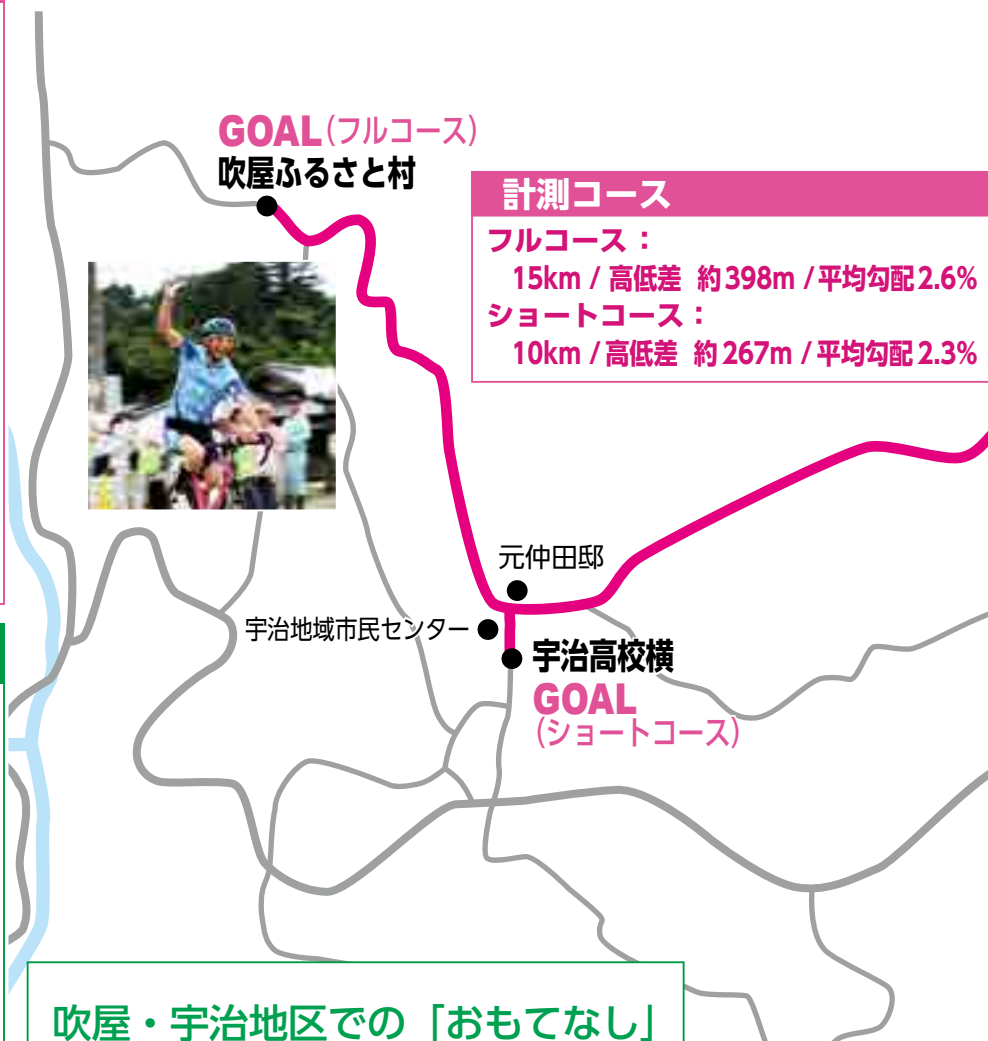 GOAL(フルコース)
吹屋ふるさと村
計測コース
フルコース：
15km / 高低差 約398m / 平均勾配2.6%
ショートコース：
10km / 高低差 約267m / 平均勾配2.3%
元仲田邸
宇治地域市民センター
宇治高校横
GOAL
(ショートコース)
吹屋・宇治地区での「おもてなし」